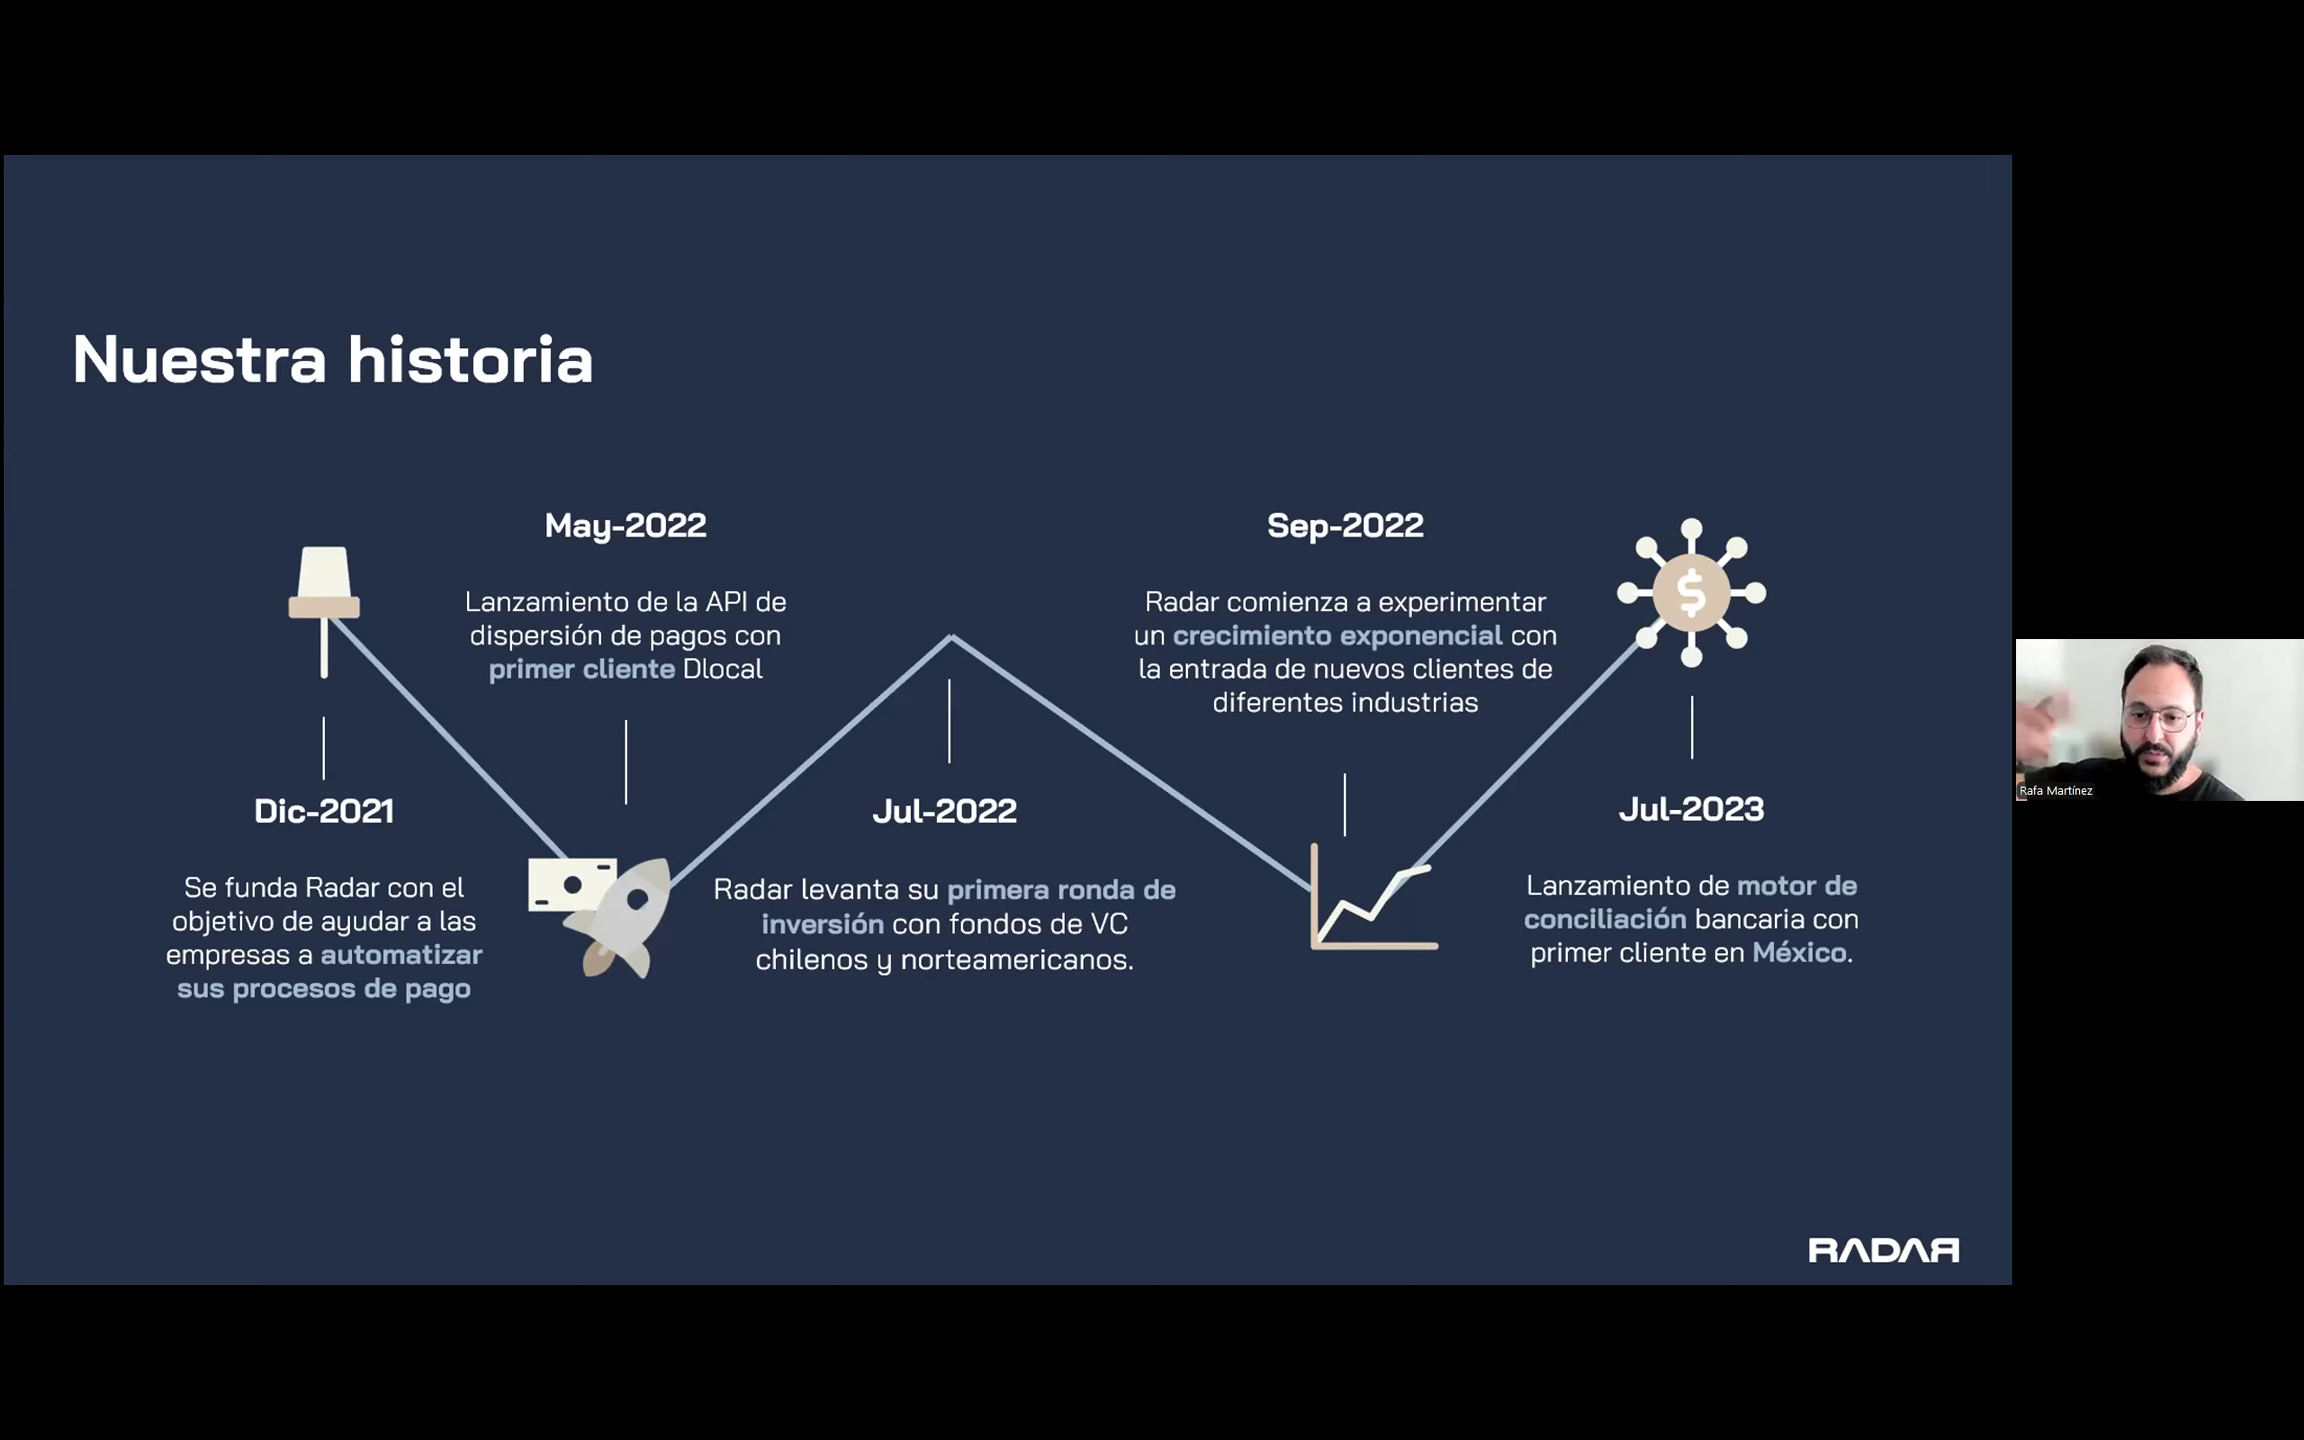 Nuestra historia
Dic-2021
Se funda Radar con el
objetivo de ayudar a las
empresas a automatizar
sus procesos de pago
May-2022
Lanzamiento de la API de
dispersión de pagos con
primer cliente Dlocal
Jul-2022
Radar levanta su primera ronda de
inversión con fondos de VC
chilenos y norteamericanos.
Sep-2022
Radar comienza a experimentar
un crecimiento exponencial con
la entrada de nuevos clientes de
diferentes industrias
$
Jul-2023
Lanzamiento de motor de
conciliación bancaria con
primer cliente en México.
RADAR
Rafa Martínez